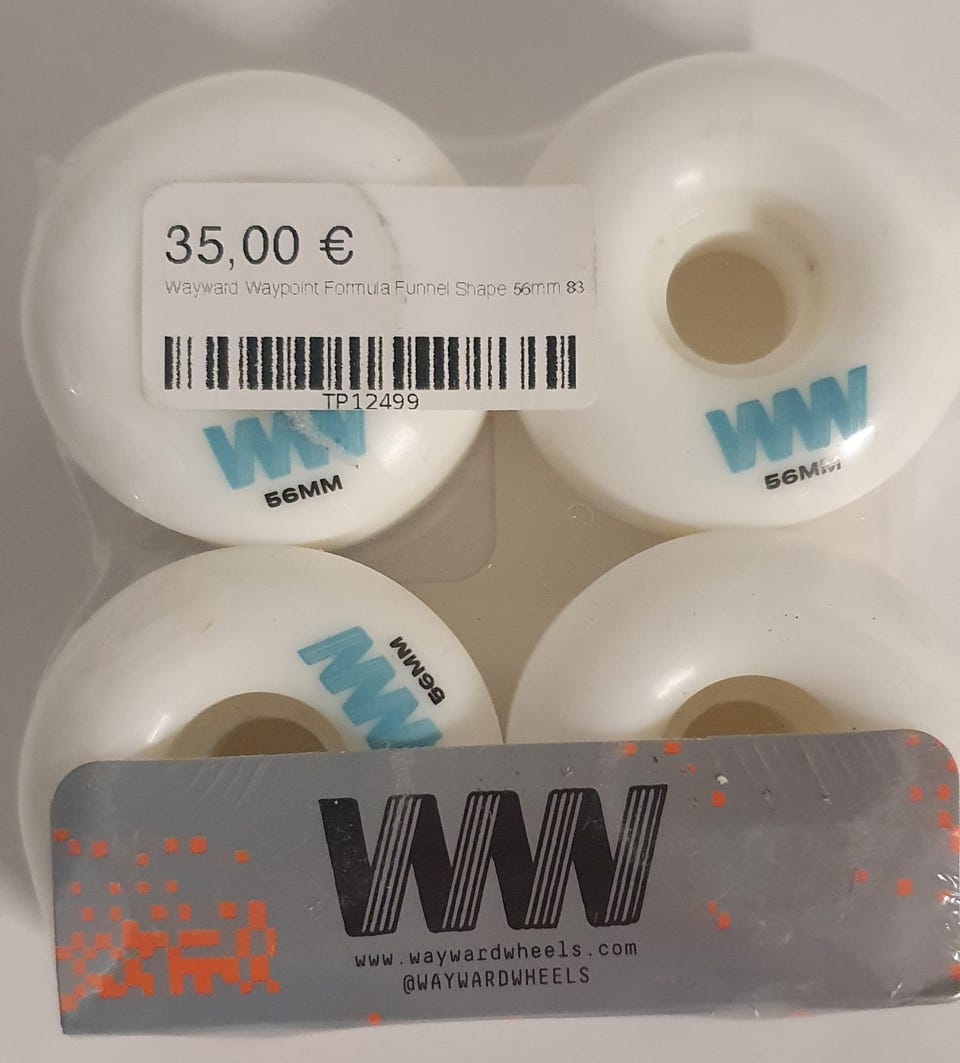 35,00 €
Wayward Waypoint Formula Funnel Shape 56mm 83
TP12499
WW
56MM
WW
56MM
WW
56MM
WW
www.waywardwheels.com
@WAYWARDWHEELS